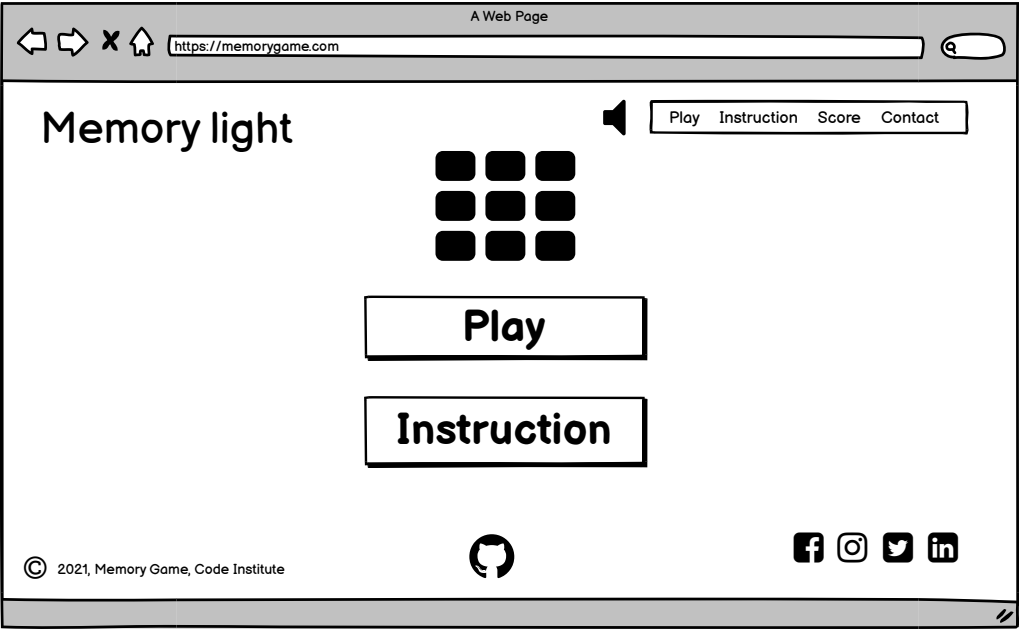 A Web Page
https://memorygame.com
Memory light
Play Instruction Score Contact
Play
Instruction
© 2021, Memory Game, Code Institute